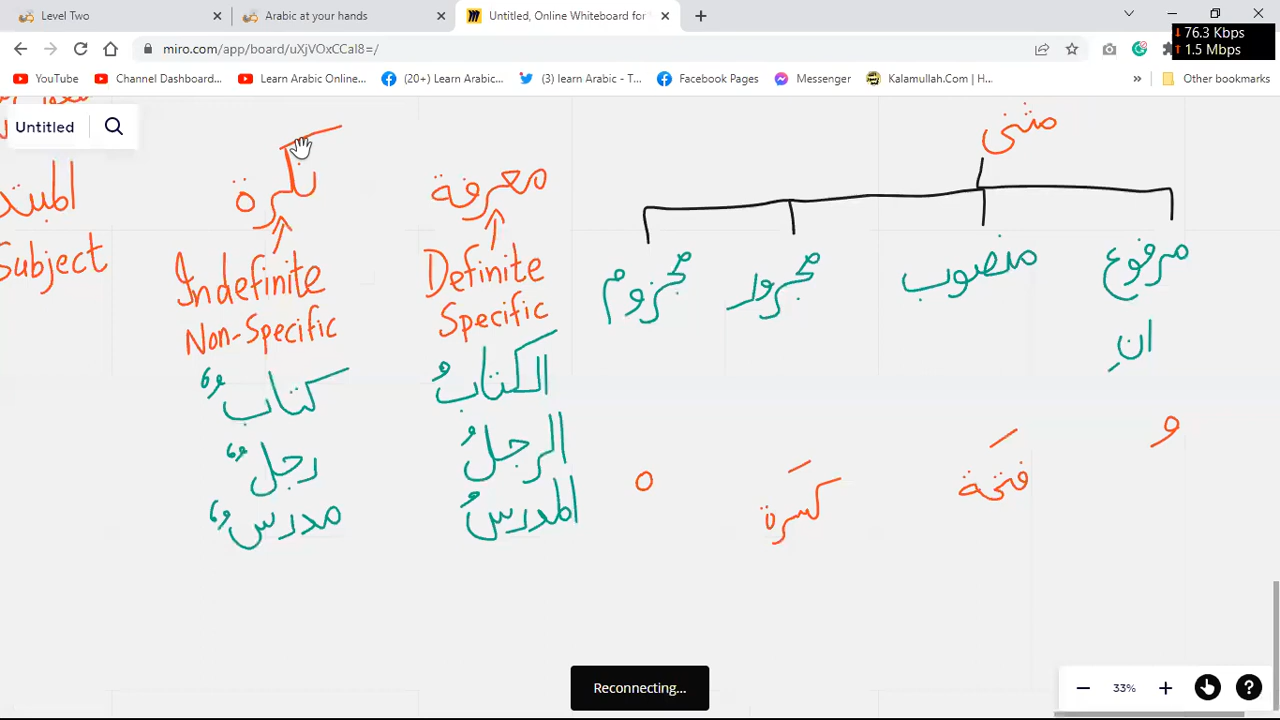 Level Two
Arabic at your hands
Untitled, Online Whiteboard for
76.3 Kbps
1.5 Mbps
miro.com/app/board/uXjVOxCCal8=/
YouTube
Channel Dashboard...
Learn Arabic Online...
(20+) Learn Arabic...
(3) learn Arabic - T...
Facebook Pages
Messenger
Kalamullah.Com | H...
Other bookmarks
Untitled
مثنى
مرفوع
منصوب
مجرور
مجزوم
انِ
فتحة
كسرة
معرفة
Definite
Specific
الكتابُ
الرجلُ
المدرسُ
نكرة
Indefinite
Non-Specific
كتابٌ
رجلٌ
مدرسٌ
Subject
Reconnecting...
33%